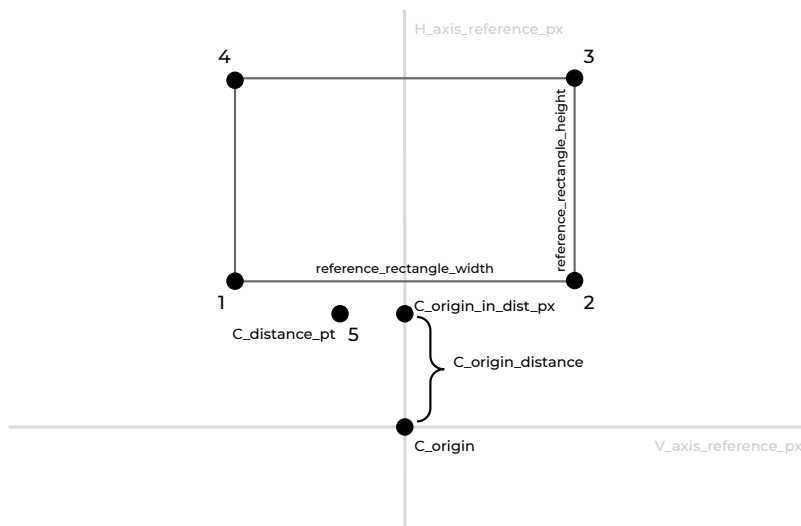 H_axis_reference_px
4
3
reference_rectangle_height
reference_rectangle_width
1
2
C_origin_in_dist_px
C_distance_pt 5
C_origin_distance
C_origin
V_axis_reference_px